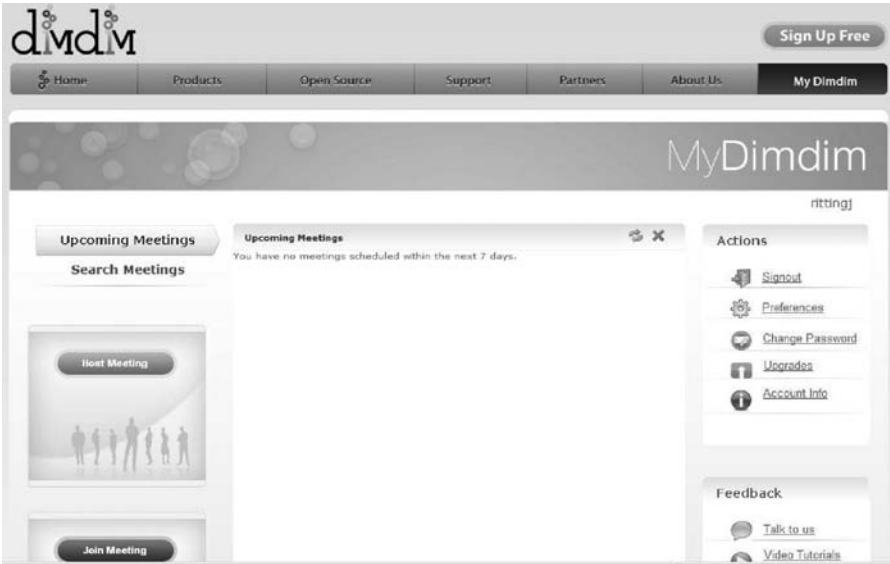 dimdim
Sign Up Free
Home Products Open Source Support Partners About Us My Dimdim
MyDimdim
rittingj
Upcoming Meetings
Search Meetings
Host Meeting
Join Meeting
Upcoming Meetings
You have no meetings scheduled within the next 7 days.
Actions
Signout
Preferences
Change Password
Upgrades
Account Info
Feedback
Talk to us
Video Tutorials